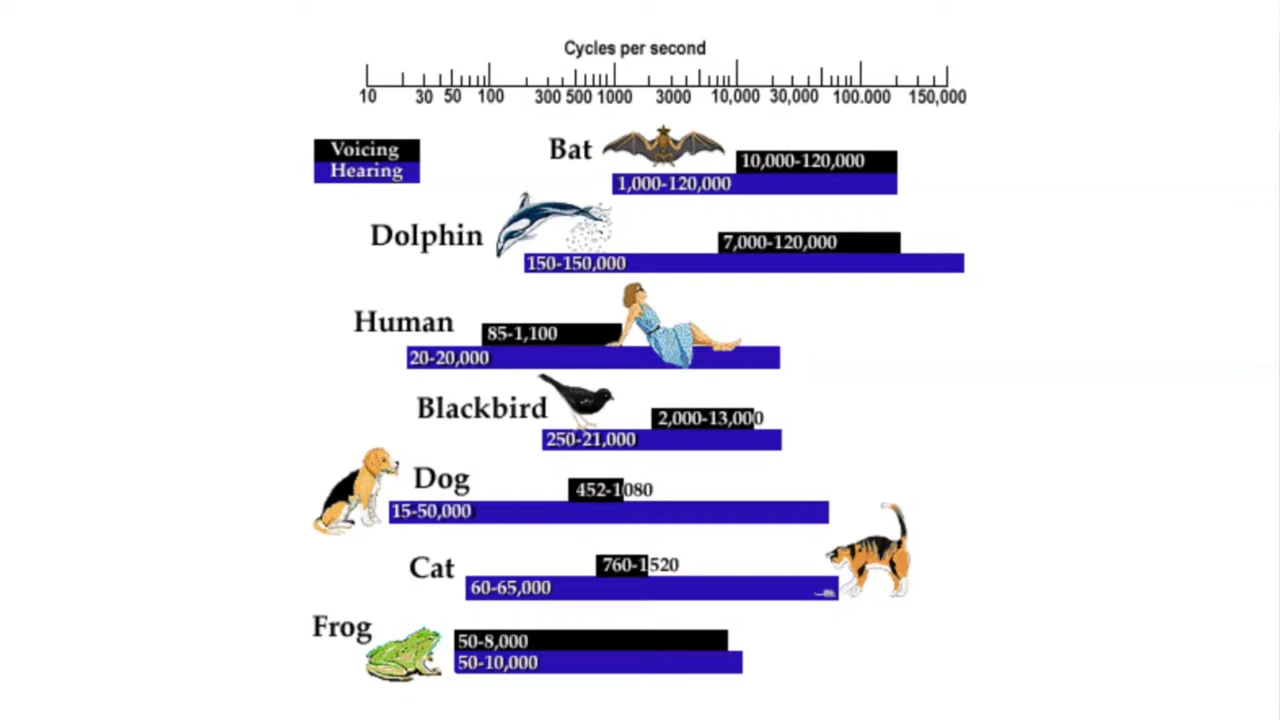 Cycles per second
10 30 50 100 300 500 1000 3000 10,000 30,000 100.000 150,000
Voicing
Hearing
Bat
10,000-120,000
1,000-120,000
Dolphin
7,000-120,000
150-150,000
Human
85-1,100
20-20,000
Blackbird
2,000-13,000
250-21,000
Dog
452-1080
15-50,000
Cat
760-1520
60-65,000
Frog
50-8,000
50-10,000